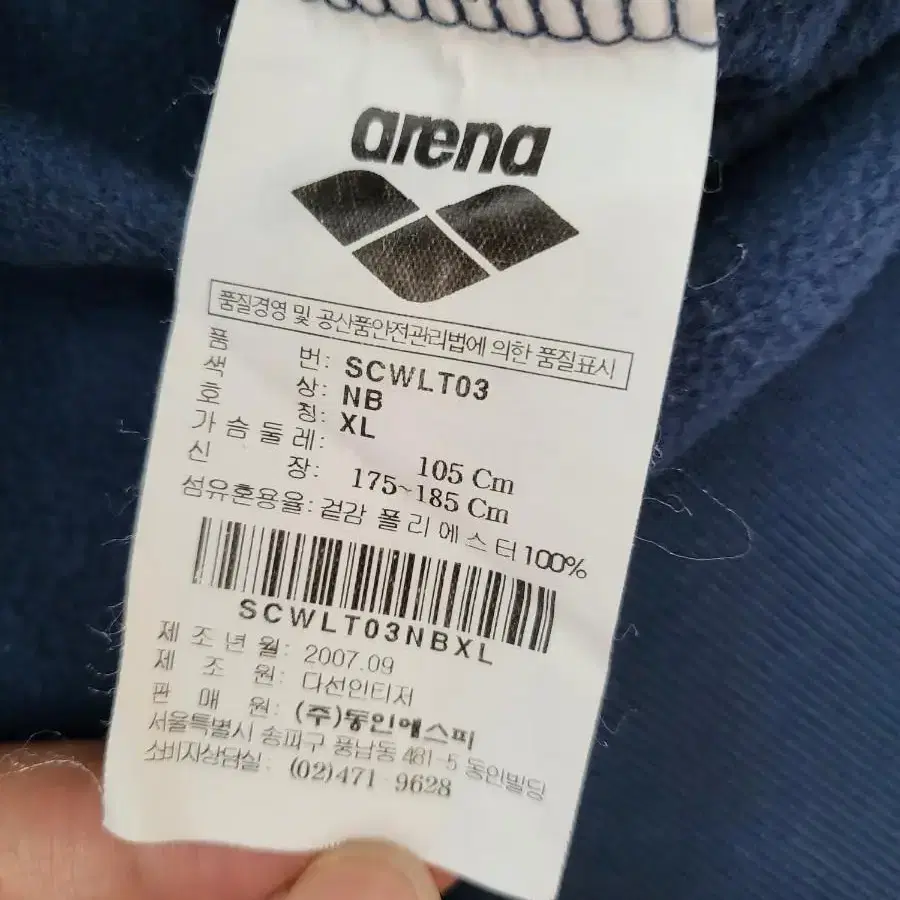 arena
품질경영 및 공산품안전관리법에 의한 품질표시
품 번: SCWLT03
색 상: NB
호 칭: XL
가 슴 둘 레: 105 Cm
신 장: 175~185 Cm
섬유혼용율: 겉감 폴리에스터 100%
SCWLT03NBXL
제 조 년 월: 2007.09
제 조 원: 다선인티저
판 매 원: (주)동인에스피
서울특별시 송파구 풍납동 481-5 동인빌딩
소비자상담실: (02)471 9628